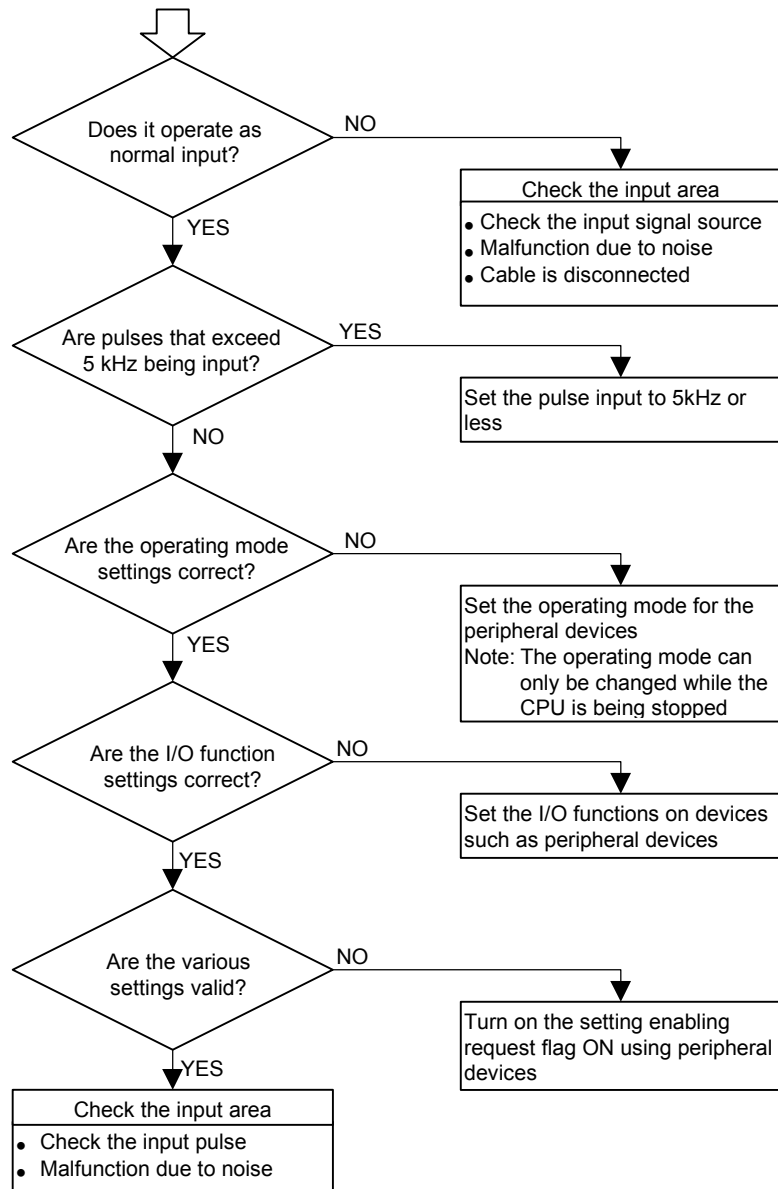 Does it operate as
normal input?
NO
Check the input area
● Check the input signal source
● Malfunction due to noise
● Cable is disconnected
YES
Are pulses that exceed
5 kHz being input?
YES
Set the pulse input to 5kHz or
less
NO
Are the operating mode
settings correct?
NO
Set the operating mode for the
peripheral devices
Note: The operating mode can
only be changed while the
CPU is being stopped
YES
Are the I/O function
settings correct?
NO
Set the I/O functions on devices
such as peripheral devices
YES
Are the various
settings valid?
NO
Turn on the setting enabling
request flag ON using peripheral
devices
YES
Check the input area
● Check the input pulse
● Malfunction due to noise